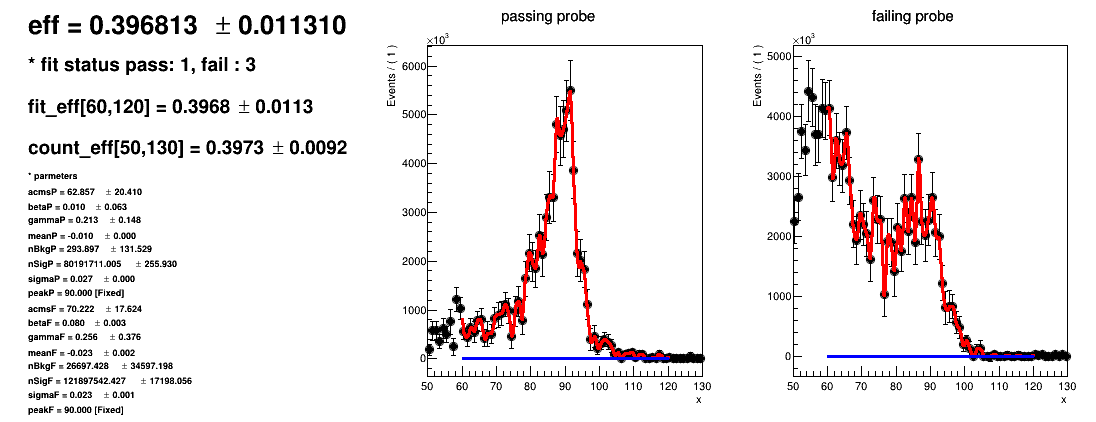 eff = 0.396813 ± 0.011310
* fit status pass: 1, fail : 3
fit_eff[60,120] = 0.3968 ± 0.0113
count_eff[50,130] = 0.3973 ± 0.0092
* parmeters
acmsP = 62.857 ± 20.410
betaP = 0.010 ± 0.063
gammaP = 0.213 ± 0.148
meanP = -0.010 ± 0.000
nBkgP = 293.897 ± 131.529
nSigP = 80191711.005 ± 255.930
sigmaP = 0.027 ± 0.000
peakP = 90.000 [Fixed]
acmsF = 70.222 ± 17.624
betaF = 0.080 ± 0.003
gammaF = 0.256 ± 0.376
meanF = -0.023 ± 0.002
nBkgF = 26697.428 ± 34597.198
nSigF = 121897542.427 ± 17198.056
sigmaF = 0.023 ± 0.001
peakF = 90.000 [Fixed]
passing probe
×10³
Events / ( 1 )
6000
5000
4000
3000
2000
1000
0
50 60 70 80 90 100 110 120 130
x
failing probe
×10³
Events / ( 1 )
5000
4000
3000
2000
1000
0
50 60 70 80 90 100 110 120 130
x